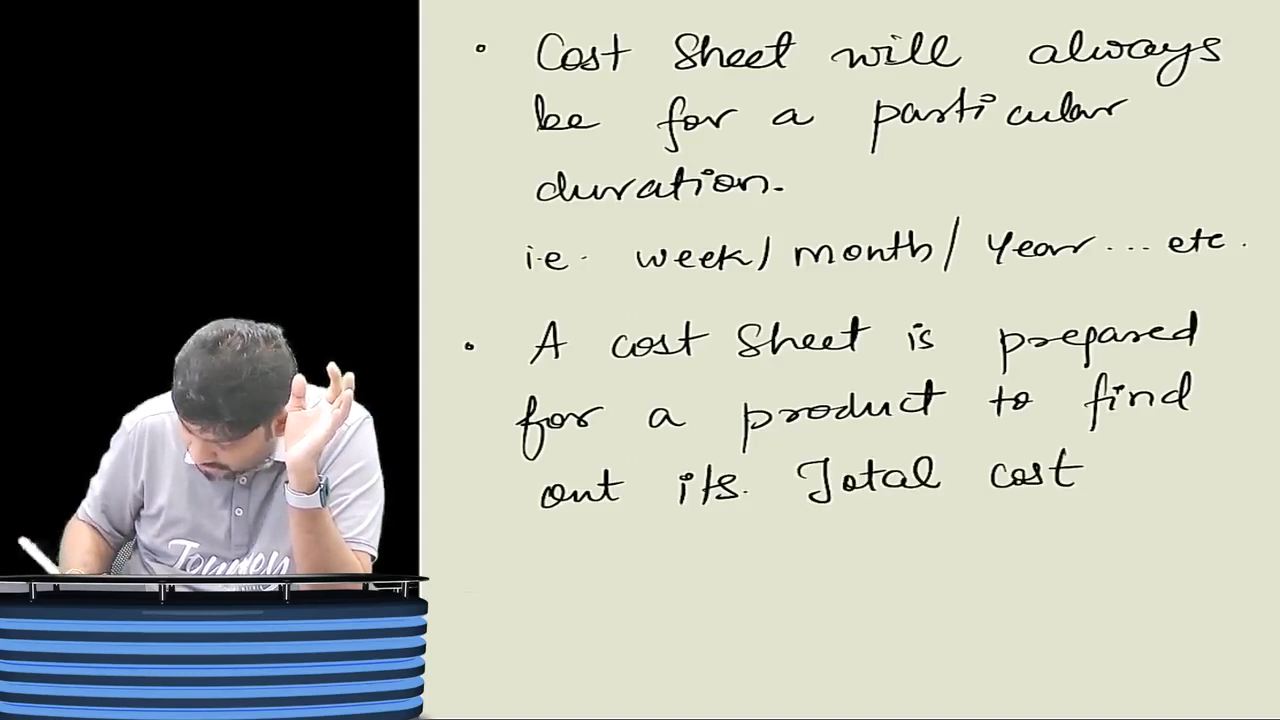 • Cost Sheet will always
be for a particular
duration.
i.e. week/month/Year...etc.
• A cost sheet is prepared
for a product to find
out its. Total cost
Journey